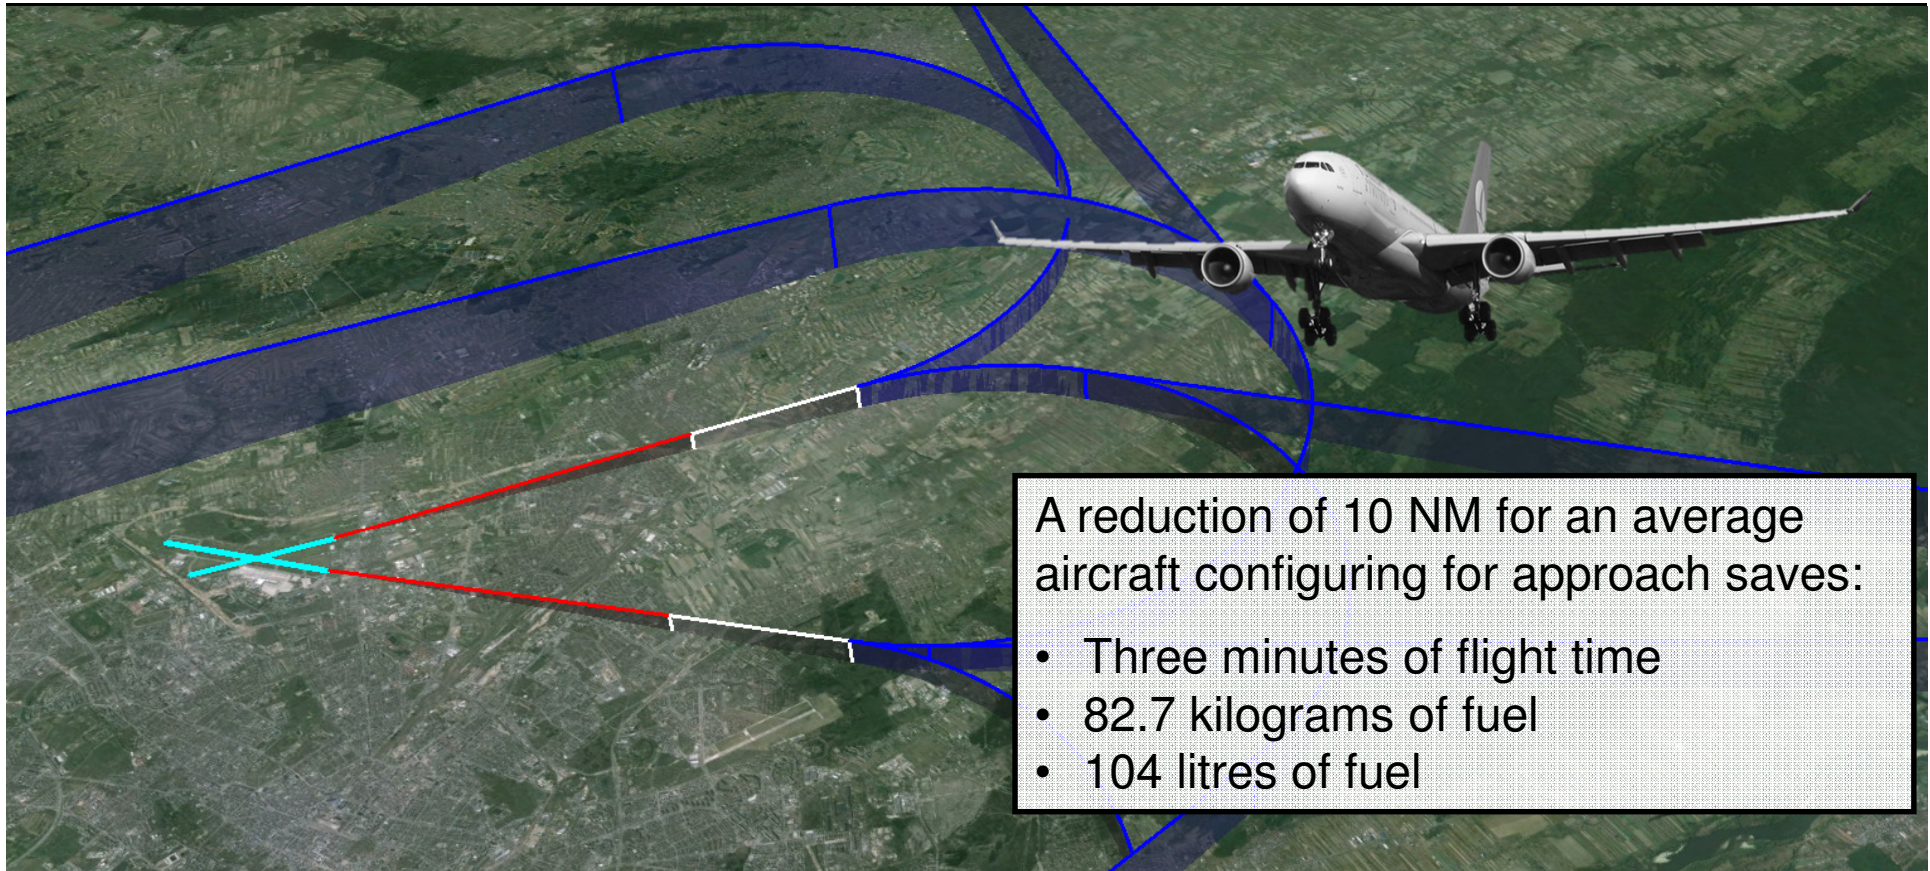 A reduction of 10 NM for an average
aircraft configuring for approach saves:
• Three minutes of flight time
• 82.7 kilograms of fuel
• 104 litres of fuel